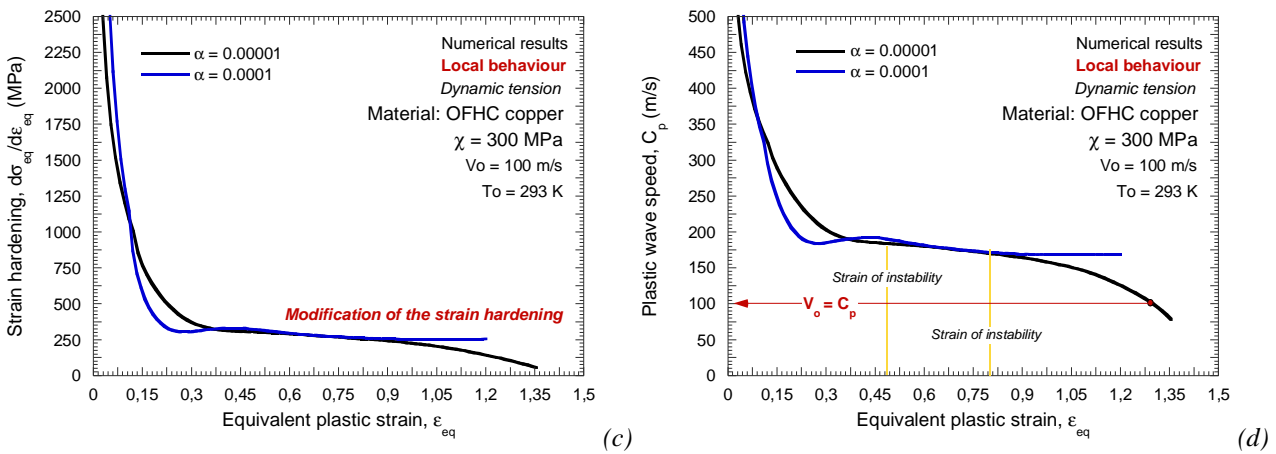 2500
2250
2000
1750
1500
1250
1000
750
500
250
0
Strain hardening, dσeq/dεeq (MPa)
α = 0.00001
α = 0.0001
Numerical results
Local behaviour
Dynamic tension
Material: OFHC copper
χ = 300 MPa
Vo = 100 m/s
To = 293 K
Modification of the strain hardening
0 0,15 0,3 0,45 0,6 0,75 0,9 1,05 1,2 1,35 1,5
Equivalent plastic strain, εeq
(c)
500
450
400
350
300
250
200
150
100
50
0
Plastic wave speed, Cp (m/s)
α = 0.00001
α = 0.0001
Numerical results
Local behaviour
Dynamic tension
Material: OFHC copper
χ = 300 MPa
Vo = 100 m/s
To = 293 K
Strain of instability
Vo = Cp
Strain of instability
0 0,15 0,3 0,45 0,6 0,75 0,9 1,05 1,2 1,35 1,5
Equivalent plastic strain, εeq
(d)